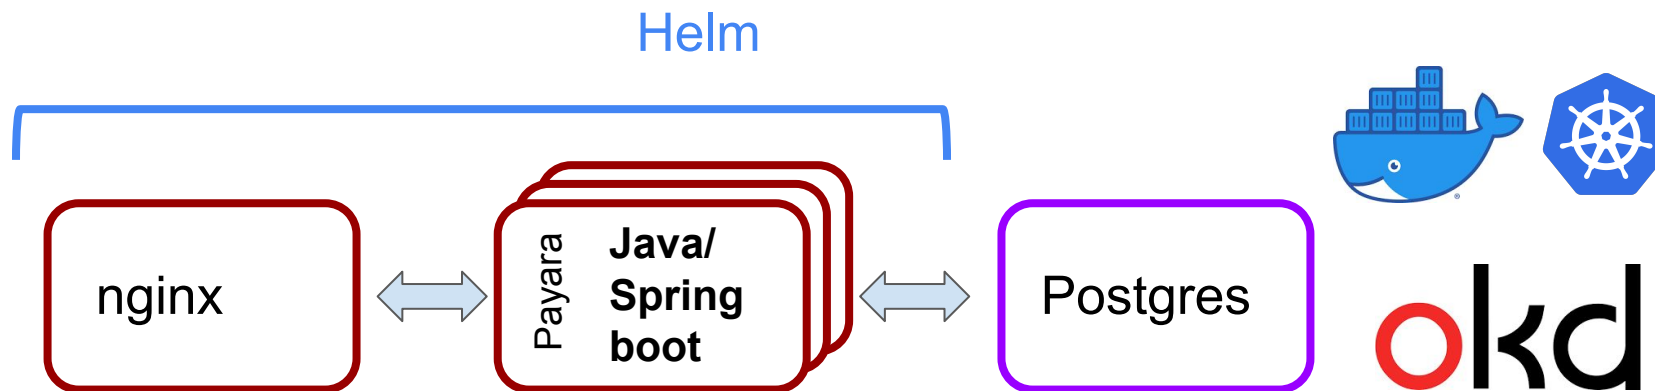 Helm
nginx
Payara
Java/
Spring
boot
Postgres
®
okd